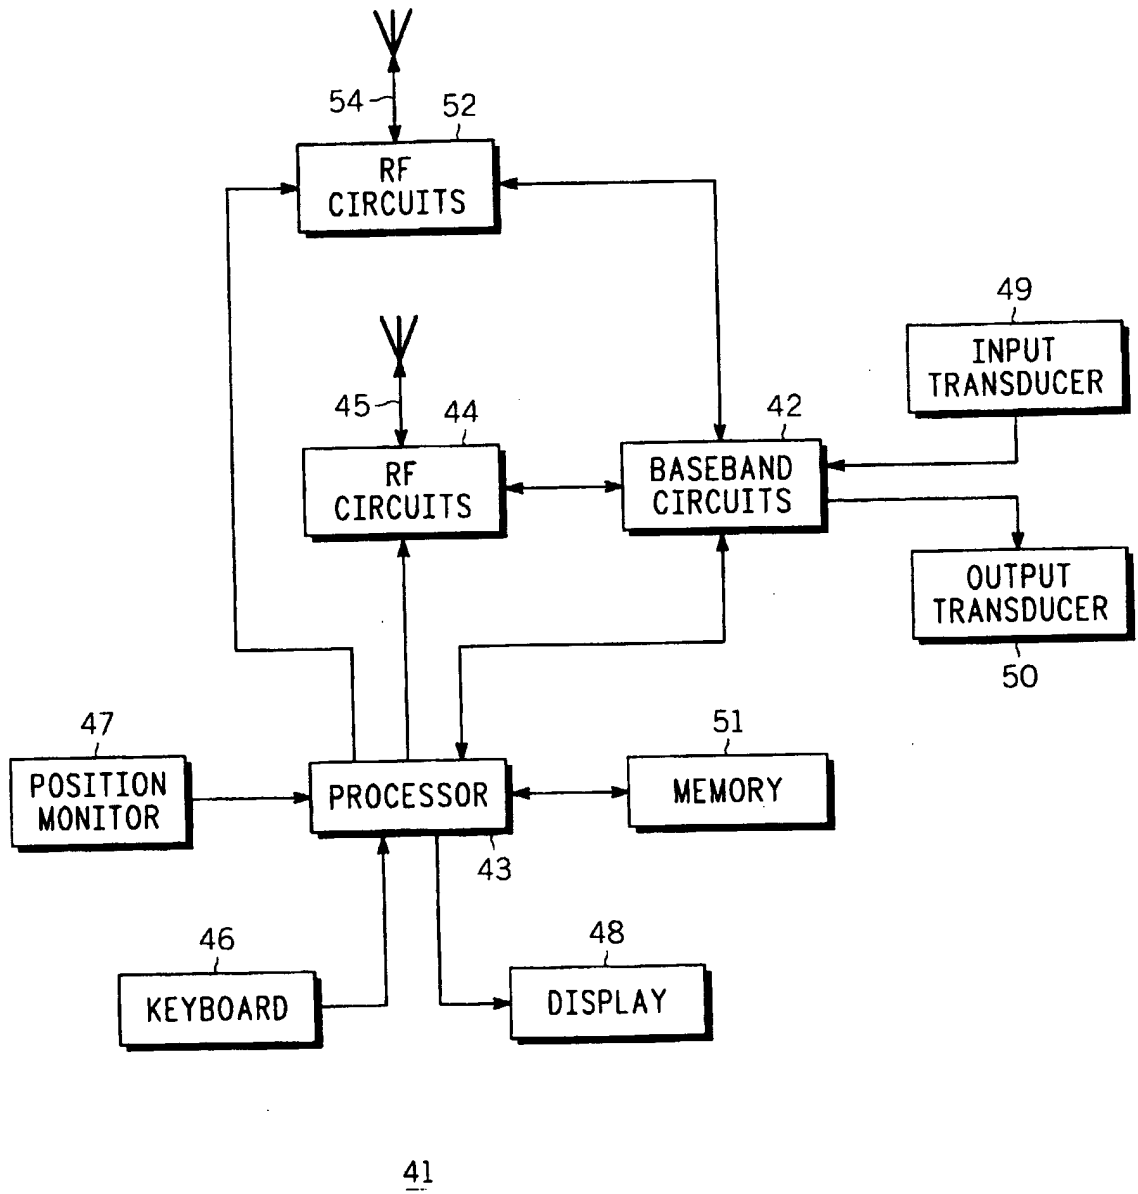 54
52
RF
CIRCUITS
49
INPUT
TRANSDUCER
45
44
42
RF
CIRCUITS
BASEBAND
CIRCUITS
OUTPUT
TRANSDUCER
50
47
51
POSITION
MONITOR
PROCESSOR
MEMORY
43
46
48
KEYBOARD
DISPLAY
41